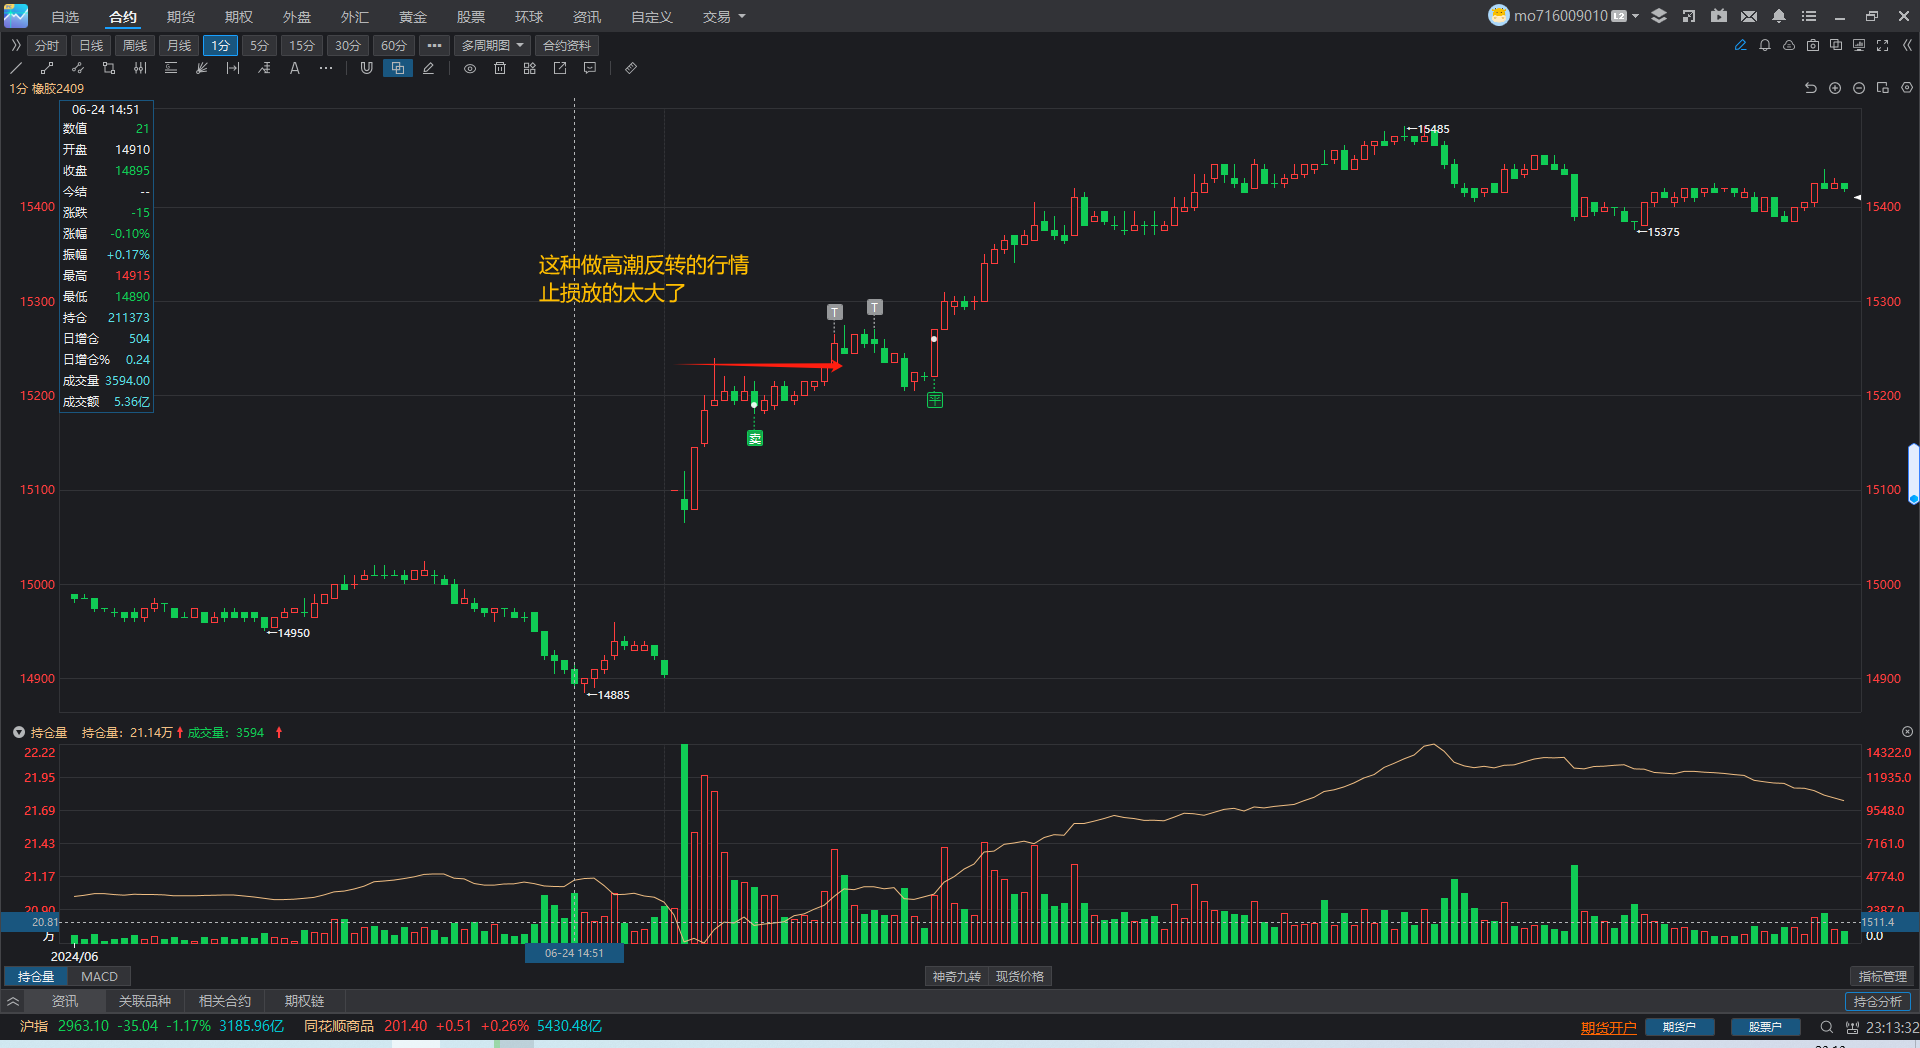 自选 合约 期货 期权 外盘 外汇 黄金 股票 环球 资讯 自定义 交易 mo716009010 L2
分时 日线 周线 月线 1分 5分 15分 30分 60分 ••• 多周期图 合约资料
1分 橡胶2409
06-24 14:51
数值 21
开盘 14910
收盘 14895
今结 --
涨跌 -15
涨幅 -0.10%
振幅 +0.17%
最高 14915
最低 14890
持仓 211373
日增仓 504
日增仓% 0.24
成交量 3594.00
成交额 5.36亿
15400 15400
15300 15300
15200 15200
15100 15100
15000 15000
14900 14900
这种做高潮反转的行情
止损放的太大了
←15485
←15375
T
T
卖
平
←14950
←14885
持仓量 持仓量: 21.14万 成交量: 3594
22.22 14322.0
21.95 11935.0
21.69 9548.0
21.43 7161.0
21.17 4774.0
20.90 2387.0
20.81 1511.4
万 0.0
2024/06 06-24 14:51
持仓量 MACD 神奇九转 现货价格 指标管理
资讯 关联品种 相关合约 期权链 持仓分析
沪指 2963.10 -35.04 -1.17% 3185.96亿 同花顺商品 201.40 +0.51 +0.26% 5430.48亿 期货开户 期货户 股票户 23:13:32